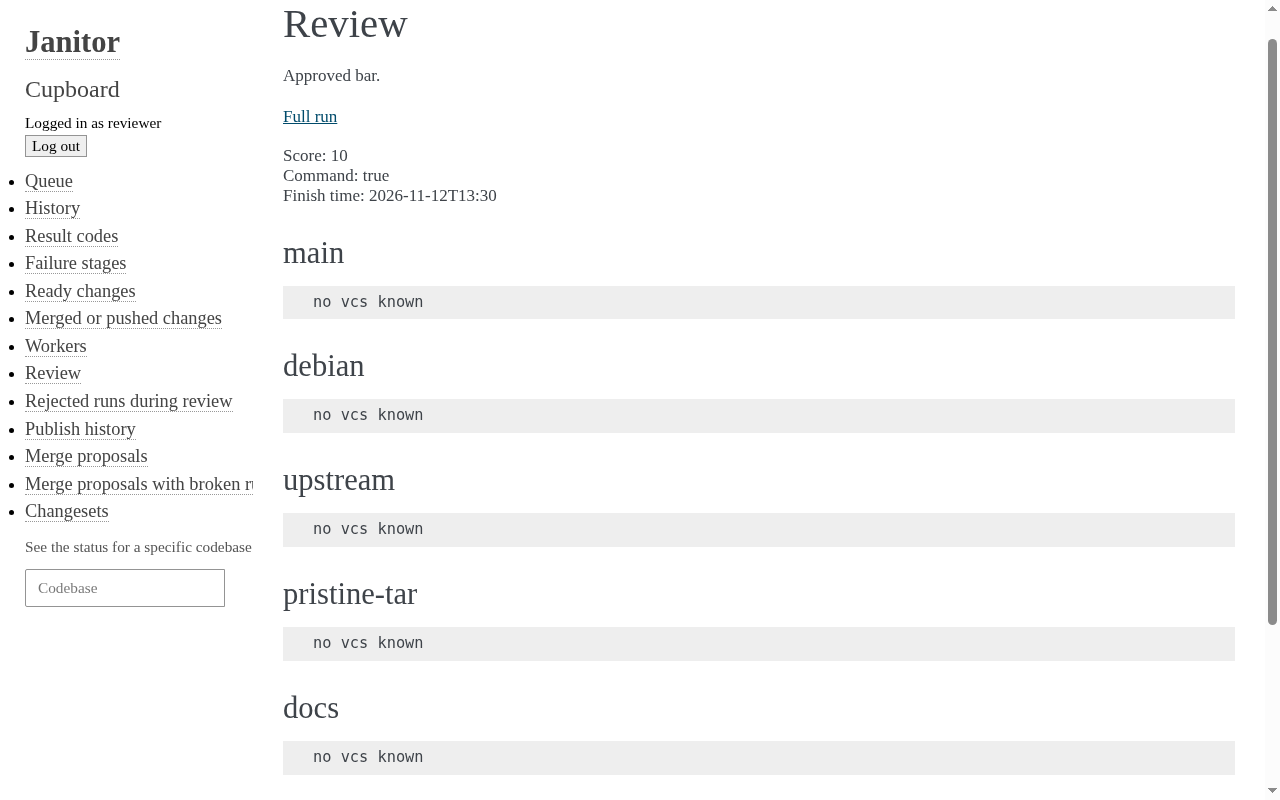 Janitor
Cupboard
Logged in as reviewer
Log out
Queue
History
Result codes
Failure stages
Ready changes
Merged or pushed changes
Workers
Review
Rejected runs during review
Publish history
Merge proposals
Merge proposals with broken
Changesets
See the status for a specific codebase
Codebase
Review
Approved bar.
Full run
Score: 10
Command: true
Finish time: 2026-11-12T13:30
main
no vcs known
debian
no vcs known
upstream
no vcs known
pristine-tar
no vcs known
docs
no vcs known